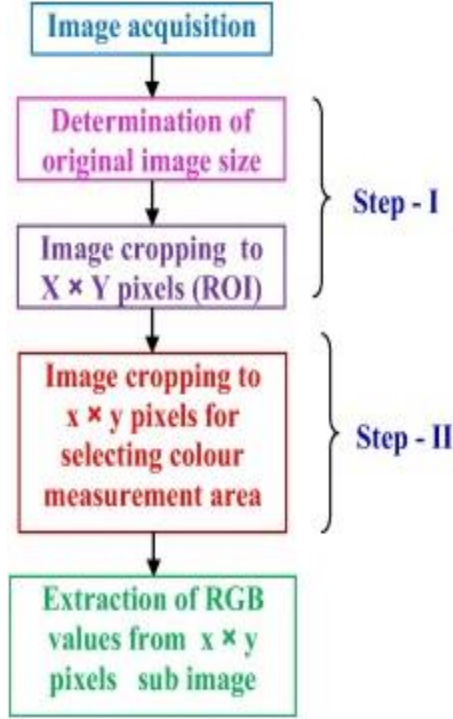 Image acquisition
Determination of
original image size
Step - I
Image cropping to
X × Y pixels (ROI)
Image cropping to
x × y pixels for
selecting colour
measurement area
Step - II
Extraction of RGB
values from x × y
pixels sub image